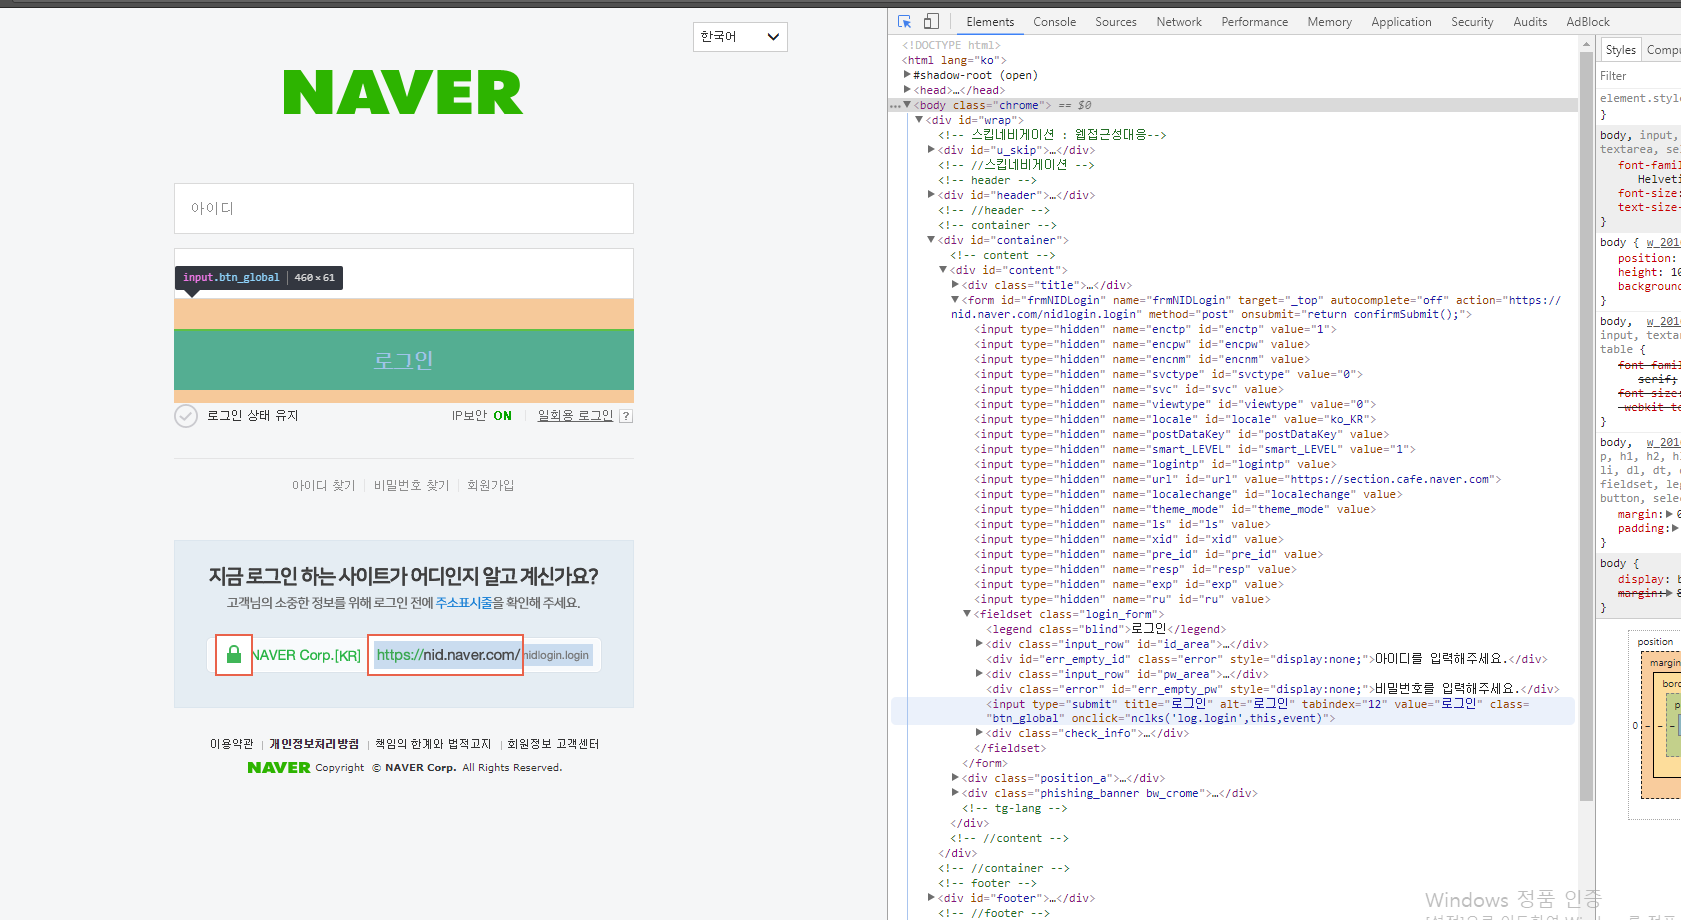 한국어
NAVER
아이디
input.btn_global 460×61
로그인
로그인 상태 유지 IP보안 ON 일회용 로그인 ?
아이디 찾기 비밀번호 찾기 회원가입
지금 로그인 하는 사이트가 어디인지 알고 계신가요?
고객님의 소중한 정보를 위해 로그인 전에 주소표시줄을 확인해 주세요.
NAVER Corp.[KR] https://nid.naver.com/nidlogin.login
이용약관 개인정보처리방침 책임의 한계와 법적고지 회원정보 고객센터
NAVER Copyright © NAVER Corp. All Rights Reserved.
Elements Console Sources Network Performance Memory Application Security Audits AdBlock
<!DOCTYPE html>
<html lang="ko">
#shadow-root (open)
<head>…</head>
<body class="chrome"> == $0
<div id="wrap">
<!-- 스킵네비게이션 : 웹접근성대응-->
<div id="u_skip">…</div>
<!-- //스킵네비게이션 -->
<!-- header -->
<div id="header">…</div>
<!-- //header -->
<!-- container -->
<div id="container">
<!-- content -->
<div id="content">
<div class="title">…</div>
<form id="frmNIDLogin" name="frmNIDLogin" target="_top" autocomplete="off" action="https://
nid.naver.com/nidlogin.login" method="post" onsubmit="return confirmSubmit();">
<input type="hidden" name="enctp" id="enctp" value="1">
<input type="hidden" name="encpw" id="encpw" value>
<input type="hidden" name="encnm" id="encnm" value>
<input type="hidden" name="svctype" id="svctype" value="0">
<input type="hidden" name="svc" id="svc" value>
<input type="hidden" name="viewtype" id="viewtype" value="0">
<input type="hidden" name="locale" id="locale" value="ko_KR">
<input type="hidden" name="postDataKey" id="postDataKey" value>
<input type="hidden" name="smart_LEVEL" id="smart_LEVEL" value="1">
<input type="hidden" name="logintp" id="logintp" value>
<input type="hidden" name="url" id="url" value="https://section.cafe.naver.com">
<input type="hidden" name="localechange" id="localechange" value>
<input type="hidden" name="theme_mode" id="theme_mode" value>
<input type="hidden" name="ls" id="ls" value>
<input type="hidden" name="xid" id="xid" value>
<input type="hidden" name="pre_id" id="pre_id" value>
<input type="hidden" name="resp" id="resp" value>
<input type="hidden" name="exp" id="exp" value>
<input type="hidden" name="ru" id="ru" value>
<fieldset class="login_form">
<legend class="blind">로그인</legend>
<div class="input_row" id="id_area">…</div>
<div id="err_empty_id" class="error" style="display:none;">아이디를 입력해주세요.</div>
<div class="input_row" id="pw_area">…</div>
<div class="error" id="err_empty_pw" style="display:none;">비밀번호를 입력해주세요.</div>
<input type="submit" title="로그인" alt="로그인" tabindex="12" value="로그인" class=
"btn_global" onclick="nclks('log.login',this,event)">
<div class="check_info">…</div>
</fieldset>
</form>
<div class="position_a">…</div>
<div class="phishing_banner bw_crome">…</div>
<!-- tg-lang -->
</div>
<!-- //content -->
</div>
<!-- //container -->
<!-- footer -->
<div id="footer">…</div>
<!-- //footer -->
Styles Compu
Filter
element.style
}
body, input,
textarea, se
font-famil
Helveti
font-size:
text-size-
}
body { w_201
position:
height: 10
background
}
body, w_201
input, textar
table {
font-famil
serif;
font-size:
-webkit-te
}
body, w_201
p, h1, h2, h
li, dl, dt,
fieldset, leg
button, selec
margin:
padding:
}
body {
display: b
margin: 8
}
position
margin
bord
p
0
Windows 정품 인증